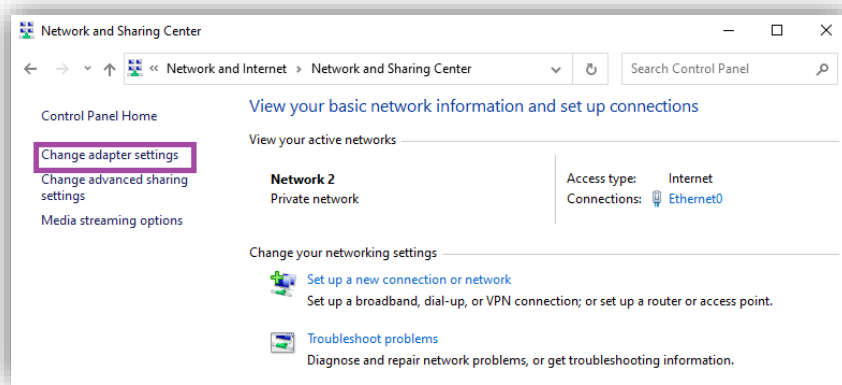 Network and Sharing Center
« Network and Internet > Network and Sharing Center
Search Control Panel
Control Panel Home
Change adapter settings
Change advanced sharing
settings
Media streaming options
View your basic network information and set up connections
View your active networks
Network 2
Private network
Access type: Internet
Connections: Ethernet0
Change your networking settings
Set up a new connection or network
Set up a broadband, dial-up, or VPN connection; or set up a router or access point.
Troubleshoot problems
Diagnose and repair network problems, or get troubleshooting information.